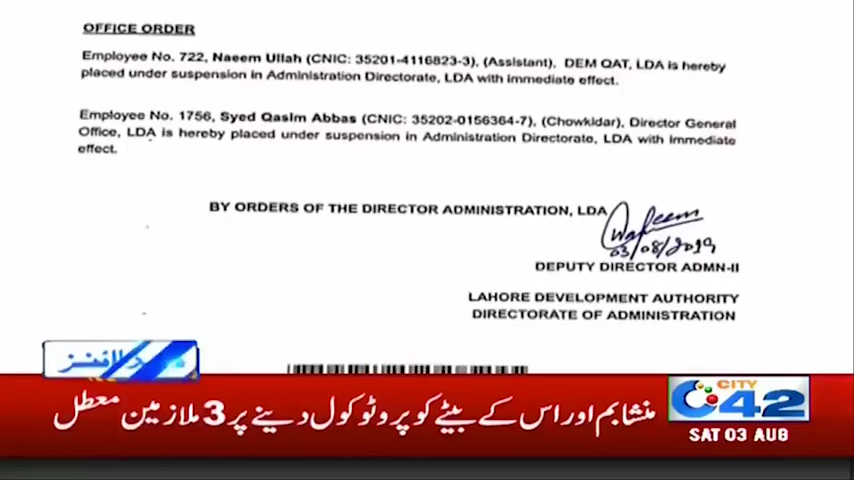 OFFICE ORDER
Employee No. 722, Naeem Ullah (CNIC: 35201-4116823-3), (Assistant), DEM QAT, LDA is hereby
placed under suspension in Administration Directorate, LDA with immediate effect.
Employee No. 1756, Syed Qasim Abbas (CNIC: 35202-0156364-7), (Chowkidar), Director General
Office, LDA is hereby placed under suspension in Administration Directorate, LDA with immediate
effect.
BY ORDERS OF THE DIRECTOR ADMINISTRATION, LDA
03/08/2019
DEPUTY DIRECTOR ADMN-II
LAHORE DEVELOPMENT AUTHORITY
DIRECTORATE OF ADMINISTRATION
منشا بم اور اس کے بیٹے کو پروٹوکول دینے پر 3 ملازمین معطل
CITY
42
SAT 03 AUG